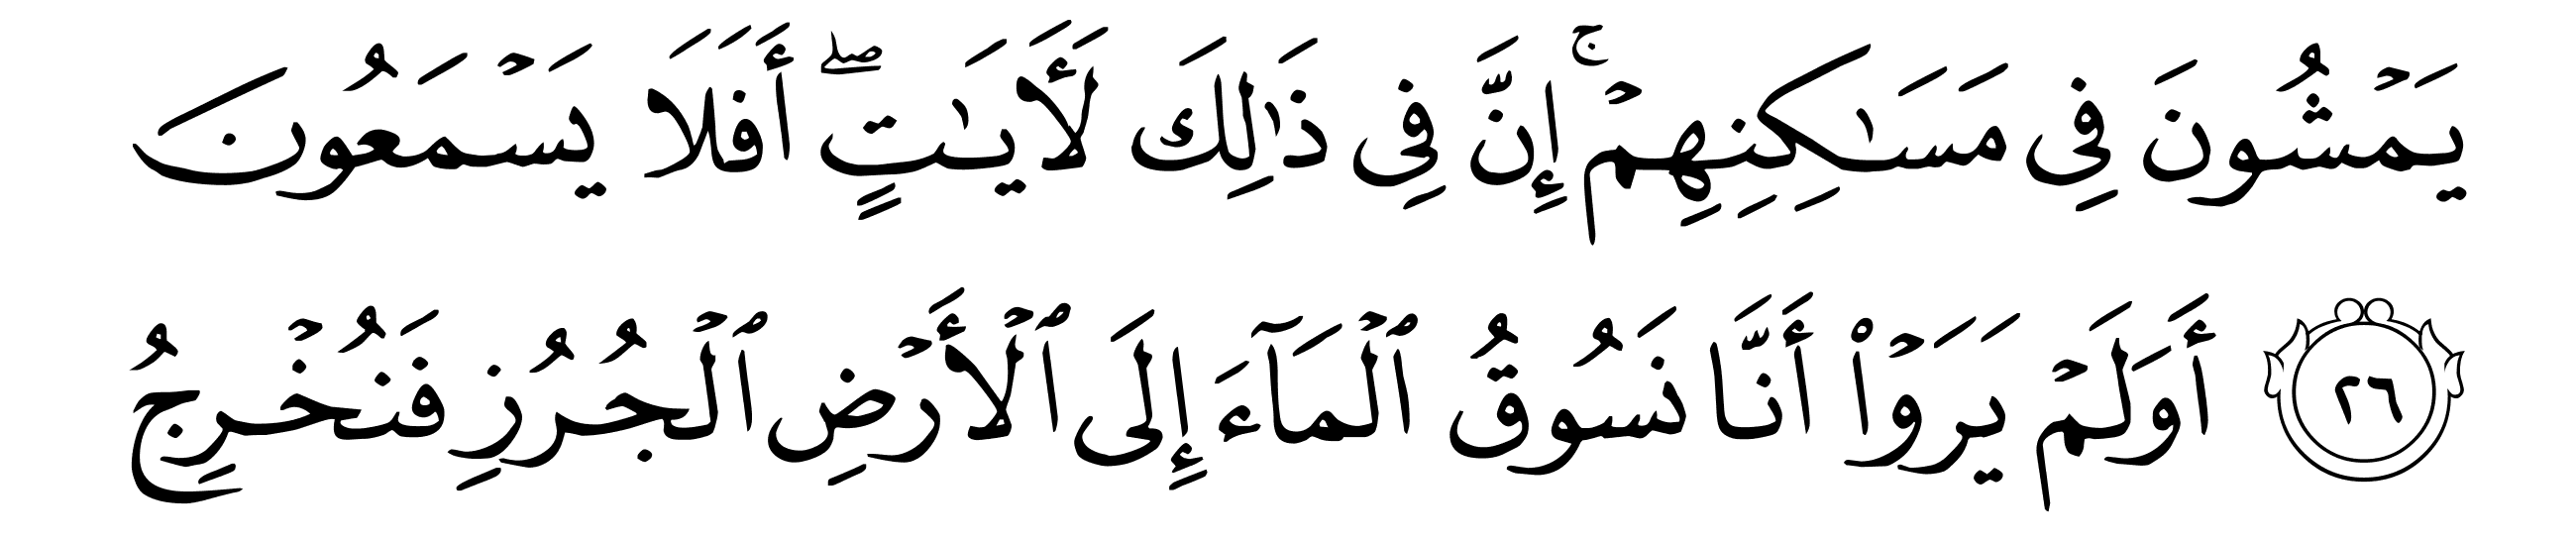 يَمْشُونَ فِي مَسَـٰكِنِهِمْۚ إِنَّ فِي ذَٰلِكَ لَأَيَـٰتٍۖ أَفَلَا يَسْمَعُونَ
٢٦ أَوَلَمْ يَرَوْا۟ أَنَّا نَسُوقُ ٱلْمَآءَ إِلَى ٱلْأَرْضِ ٱلْجُرُزِ فَنُخْرِجُ